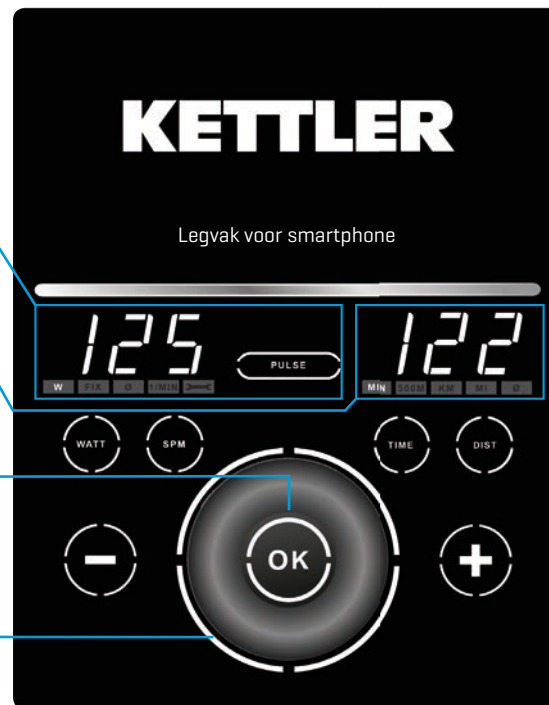 KETTLER
Legvak voor smartphone
125 PULSE 122
W FIX Ø 1/MIN MIN 500M KM MI Ø
WATT SPM TIME DIST
- OK +